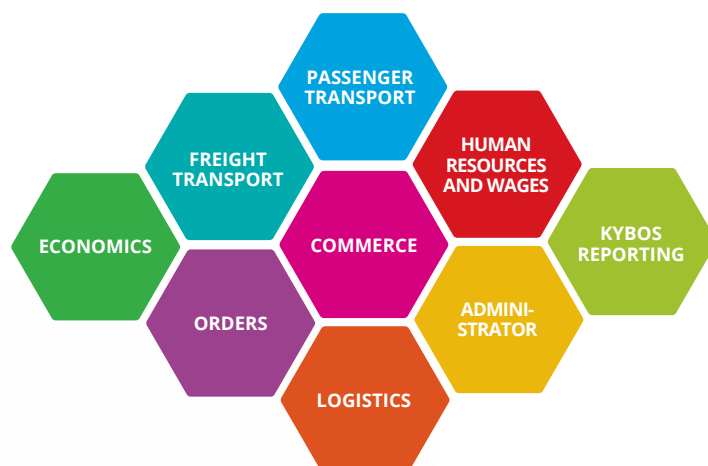 PASSENGER
TRANSPORT
FREIGHT
TRANSPORT
HUMAN
RESOURCES
AND WAGES
ECONOMICS
COMMERCE
KYBOS
REPORTING
ORDERS
ADMINI-
STRATOR
LOGISTICS